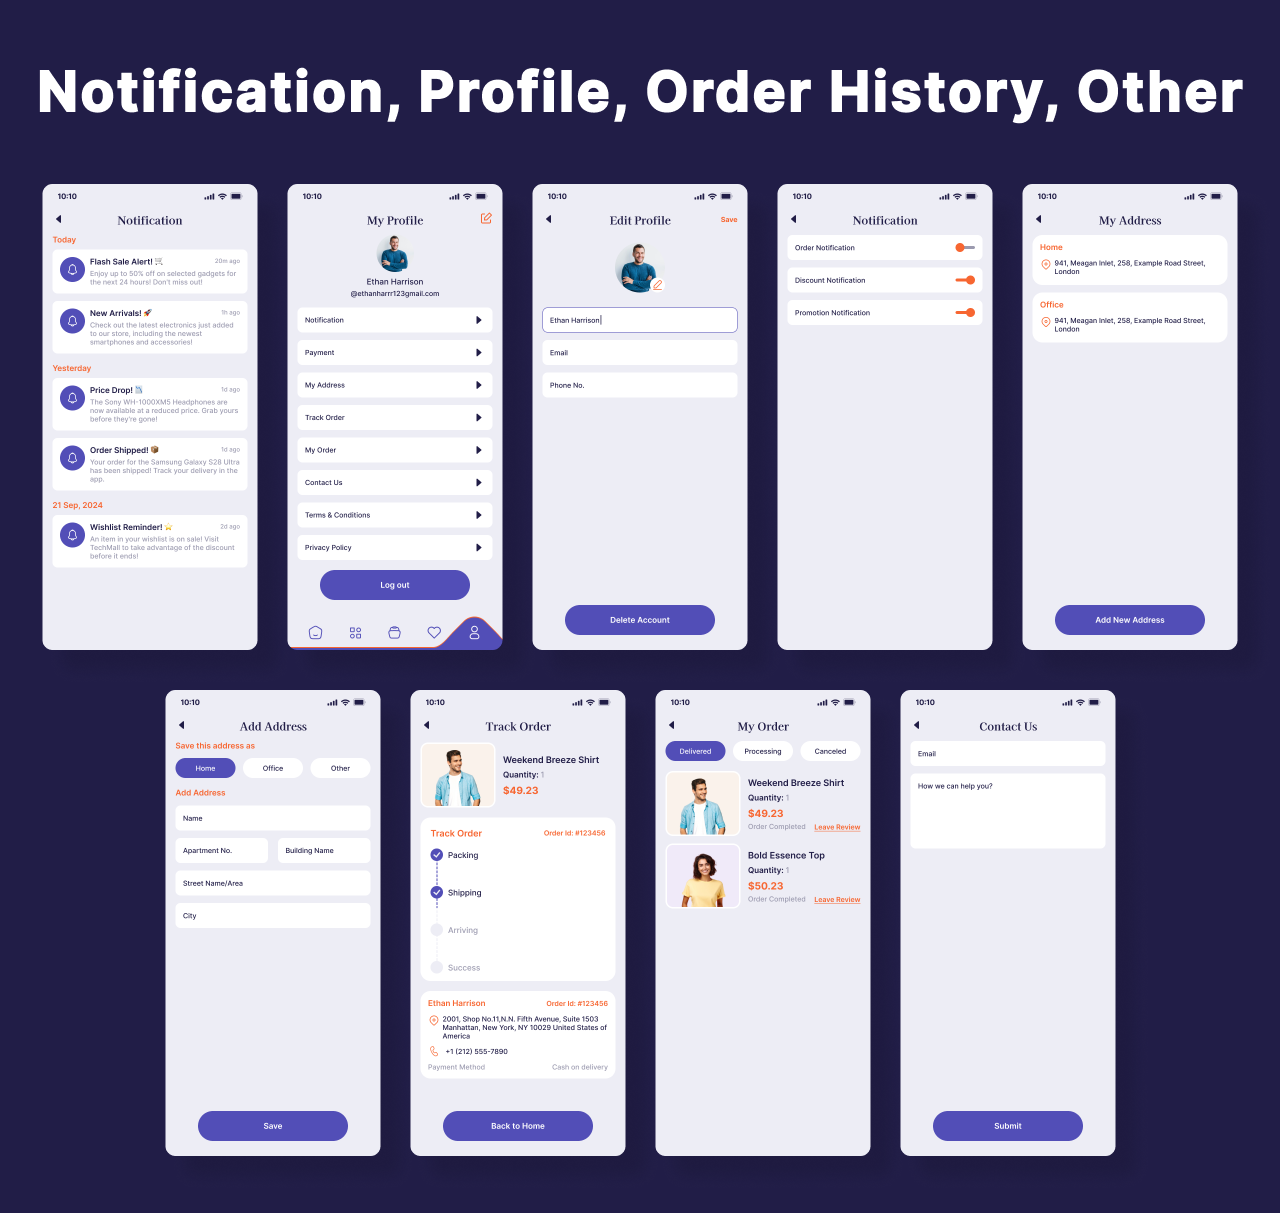 Notification, Profile, Order History, Other
10:10
Notification
Today
Flash Sale Alert! 🛒
20m ago
Enjoy up to 50% off on selected gadgets for
the next 24 hours! Don't miss out!
New Arrivals! 🚀
1h ago
Check out the latest electronics just added
to our store, including the newest
smartphones and accessories!
Yesterday
Price Drop! 📉
1d ago
The Sony WH-1000XM5 Headphones are
now available at a reduced price. Grab yours
before they're gone!
Order Shipped! 📦
1d ago
Your order for the Samsung Galaxy S28 Ultra
has been shipped! Track your delivery in the
app.
21 Sep, 2024
Wishlist Reminder! ⭐
2d ago
An item in your wishlist is on sale! Visit
TechMall to take advantage of the discount
before it ends!
10:10
My Profile
Ethan Harrison
@ethanharrr123gmail.com
Notification
Payment
My Address
Track Order
My Order
Contact Us
Terms & Conditions
Privacy Policy
Log out
10:10
Edit Profile
Save
Ethan Harrison
Email
Phone No.
Delete Account
10:10
Notification
Order Notification
Discount Notification
Promotion Notification
10:10
My Address
Home
941, Meagan Inlet, 258, Example Road Street,
London
Office
941, Meagan Inlet, 258, Example Road Street,
London
Add New Address
10:10
Add Address
Save this address as
Home
Office
Other
Add Address
Name
Apartment No.
Building Name
Street Name/Area
City
Save
10:10
Track Order
Weekend Breeze Shirt
Quantity: 1
$49.23
Track Order
Order Id: #123456
Packing
Shipping
Arriving
Success
Ethan Harrison
Order Id: #123456
2001, Shop No.11,N.N. Fifth Avenue, Suite 1503
Manhattan, New York, NY 10029 United States of
America
+1 (212) 555-7890
Payment Method
Cash on delivery
Back to Home
10:10
My Order
Delivered
Processing
Canceled
Weekend Breeze Shirt
Quantity: 1
$49.23
Order Completed
Leave Review
Bold Essence Top
Quantity: 1
$50.23
Order Completed
Leave Review
10:10
Contact Us
Email
How we can help you?
Submit